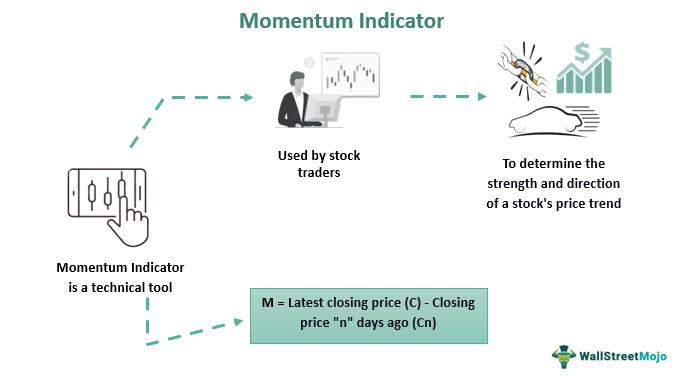 Momentum Indicator
Used by stock
traders
To determine the
strength and direction
of a stock's price trend
Momentum Indicator
is a technical tool
M = Latest closing price (C) - Closing
price "n" days ago (Cn)
WallStreetMojo